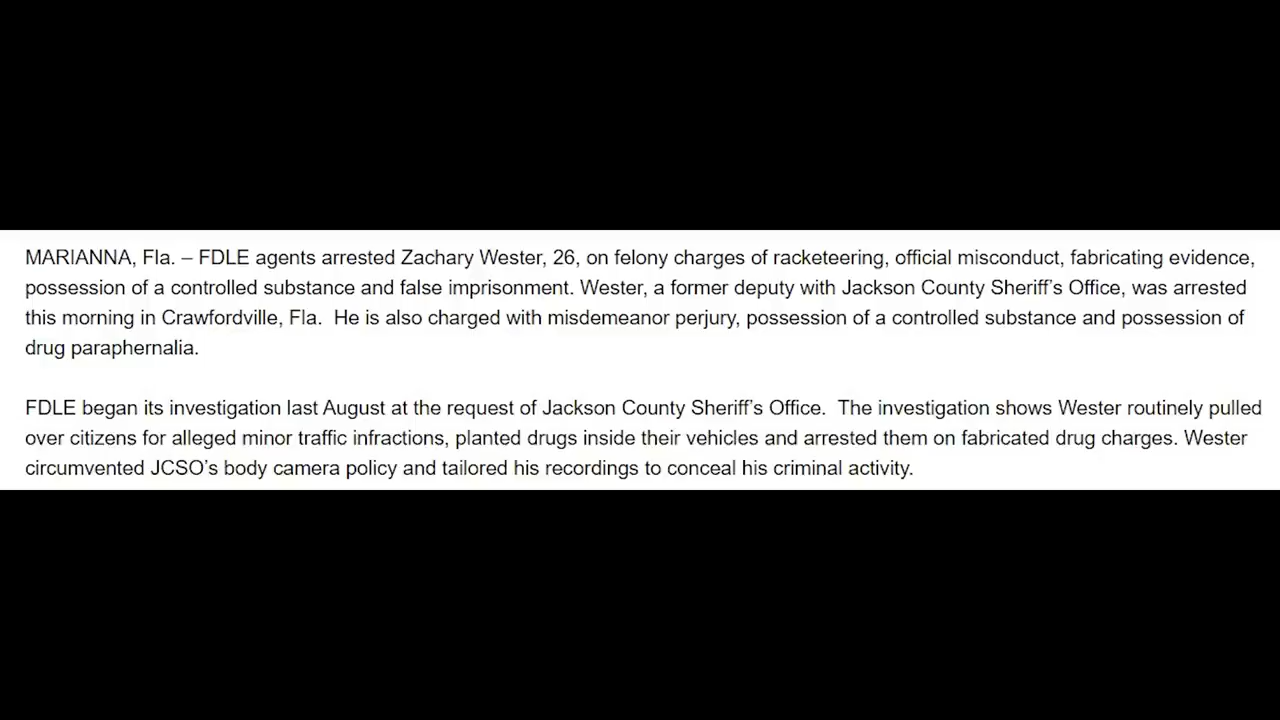 MARIANNA, Fla. – FDLE agents arrested Zachary Wester, 26, on felony charges of racketeering, official misconduct, fabricating evidence,
possession of a controlled substance and false imprisonment. Wester, a former deputy with Jackson County Sheriff's Office, was arrested
this morning in Crawfordville, Fla.  He is also charged with misdemeanor perjury, possession of a controlled substance and possession of
drug paraphernalia.
FDLE began its investigation last August at the request of Jackson County Sheriff's Office.  The investigation shows Wester routinely pulled
over citizens for alleged minor traffic infractions, planted drugs inside their vehicles and arrested them on fabricated drug charges. Wester
circumvented JCSO's body camera policy and tailored his recordings to conceal his criminal activity.